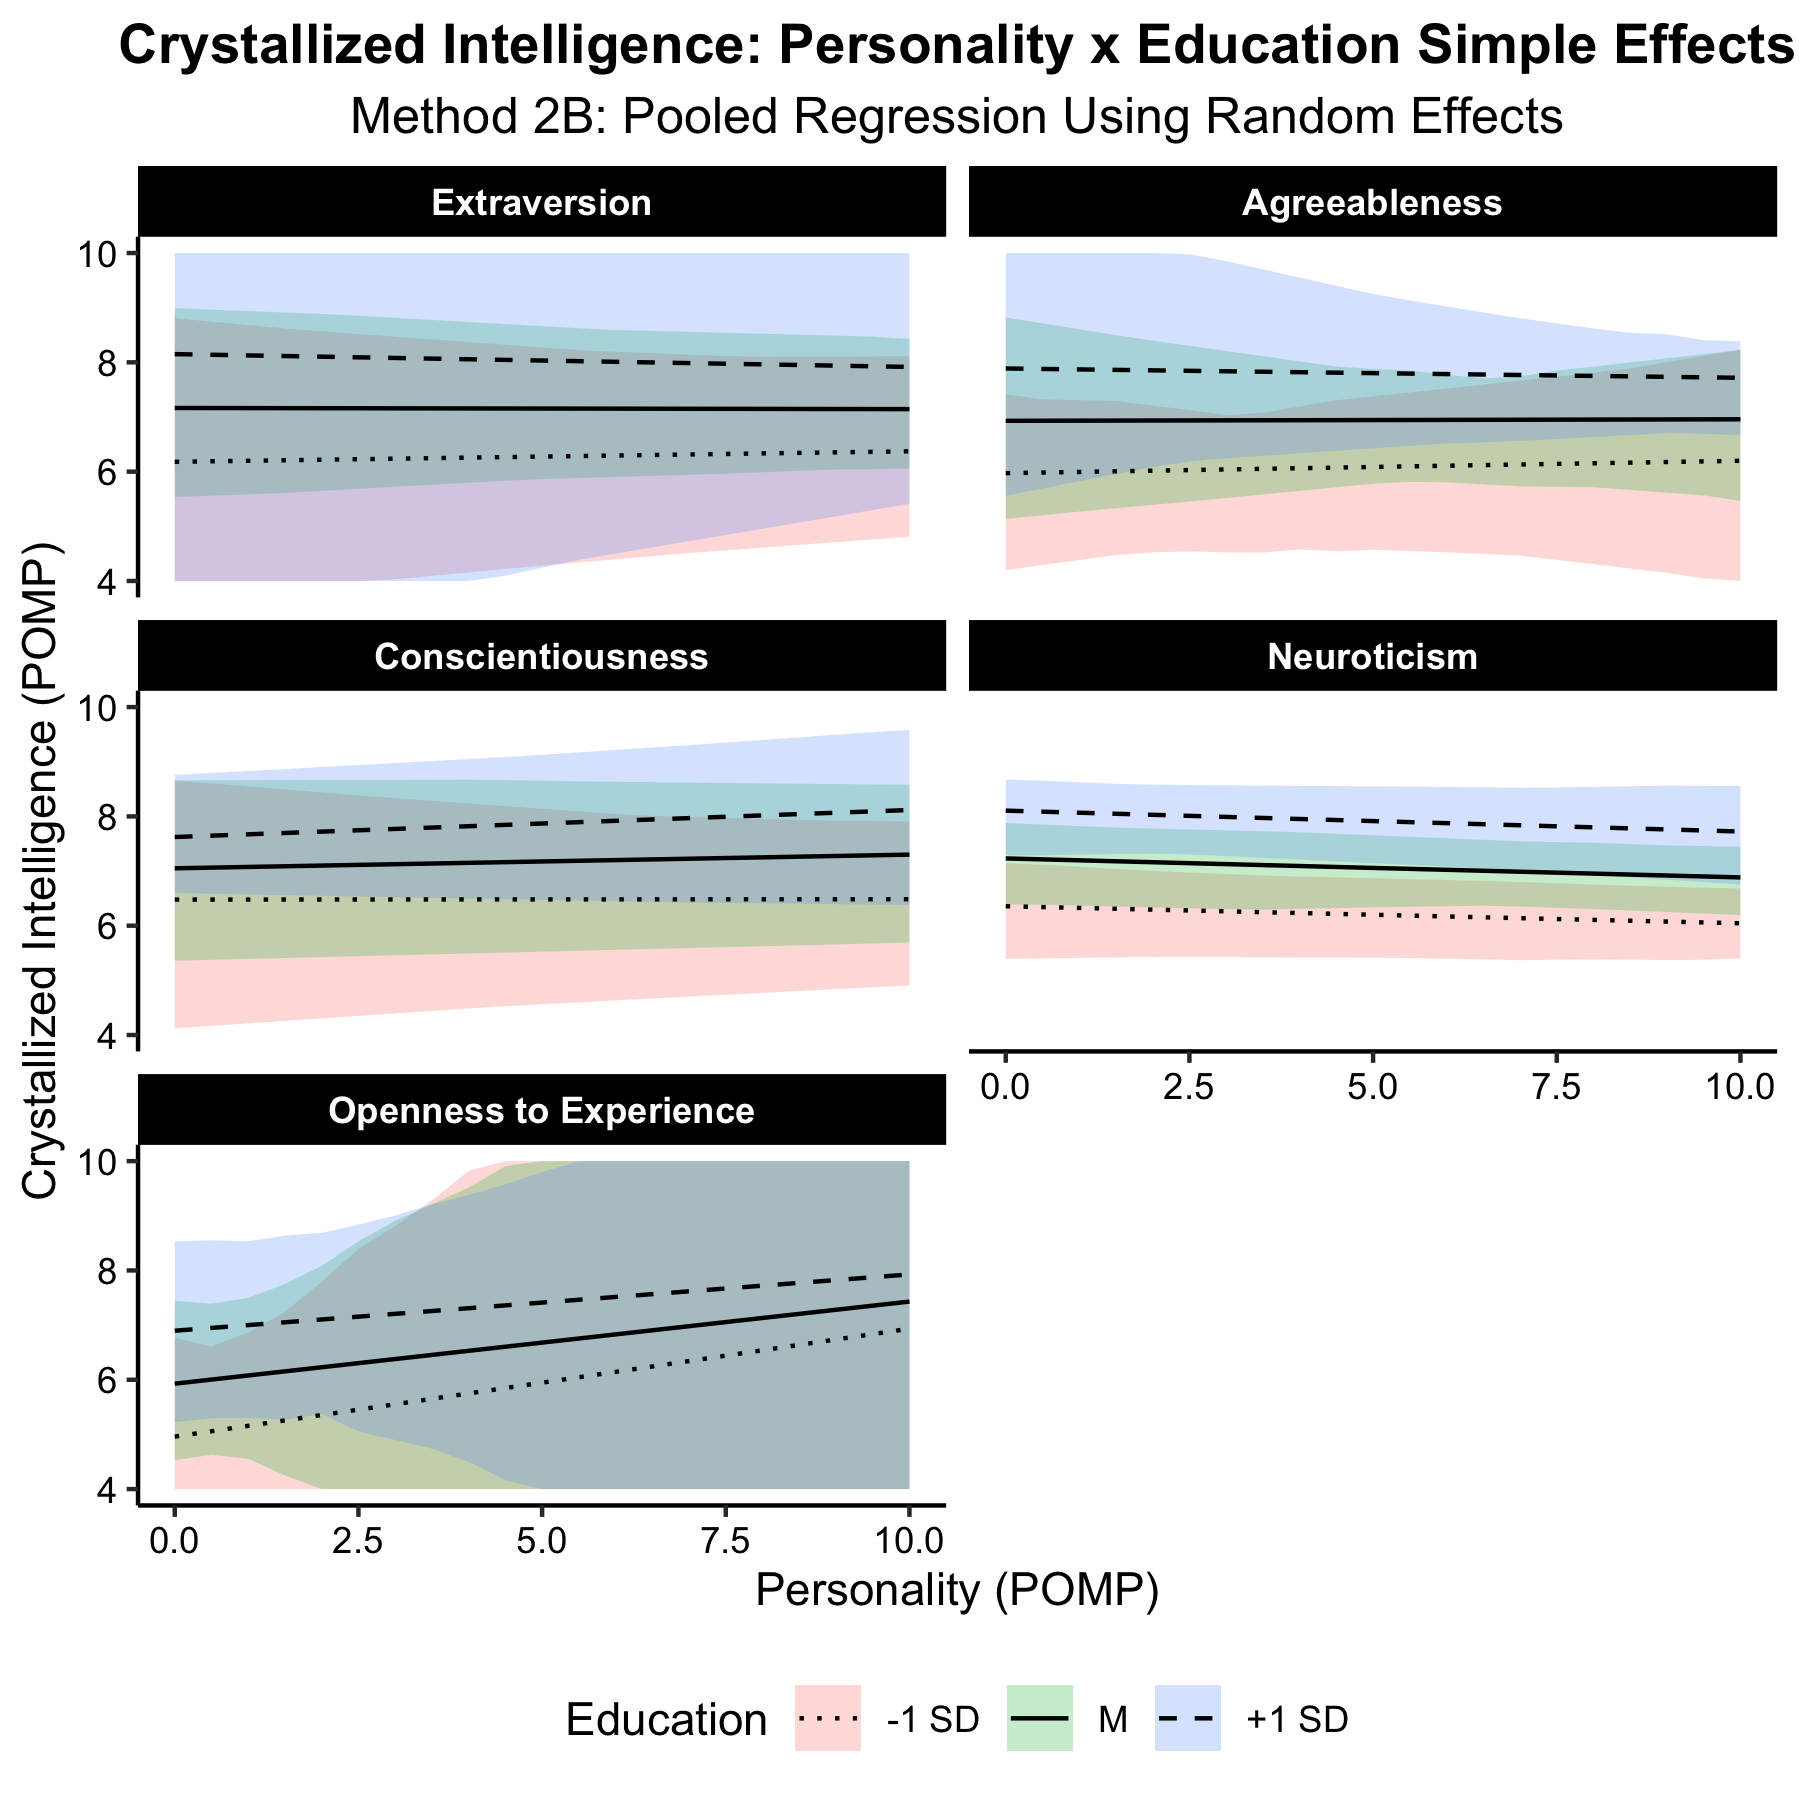 Crystallized Intelligence: Personality x Education Simple Effects
Method 2B: Pooled Regression Using Random Effects
Extraversion
Agreeableness
10
8
6
4
Conscientiousness
Neuroticism
10
8
6
4
0.0 2.5 5.0 7.5 10.0
Openness to Experience
10
8
6
4
0.0 2.5 5.0 7.5 10.0
Crystallized Intelligence (POMP)
Personality (POMP)
Education -1 SD M +1 SD